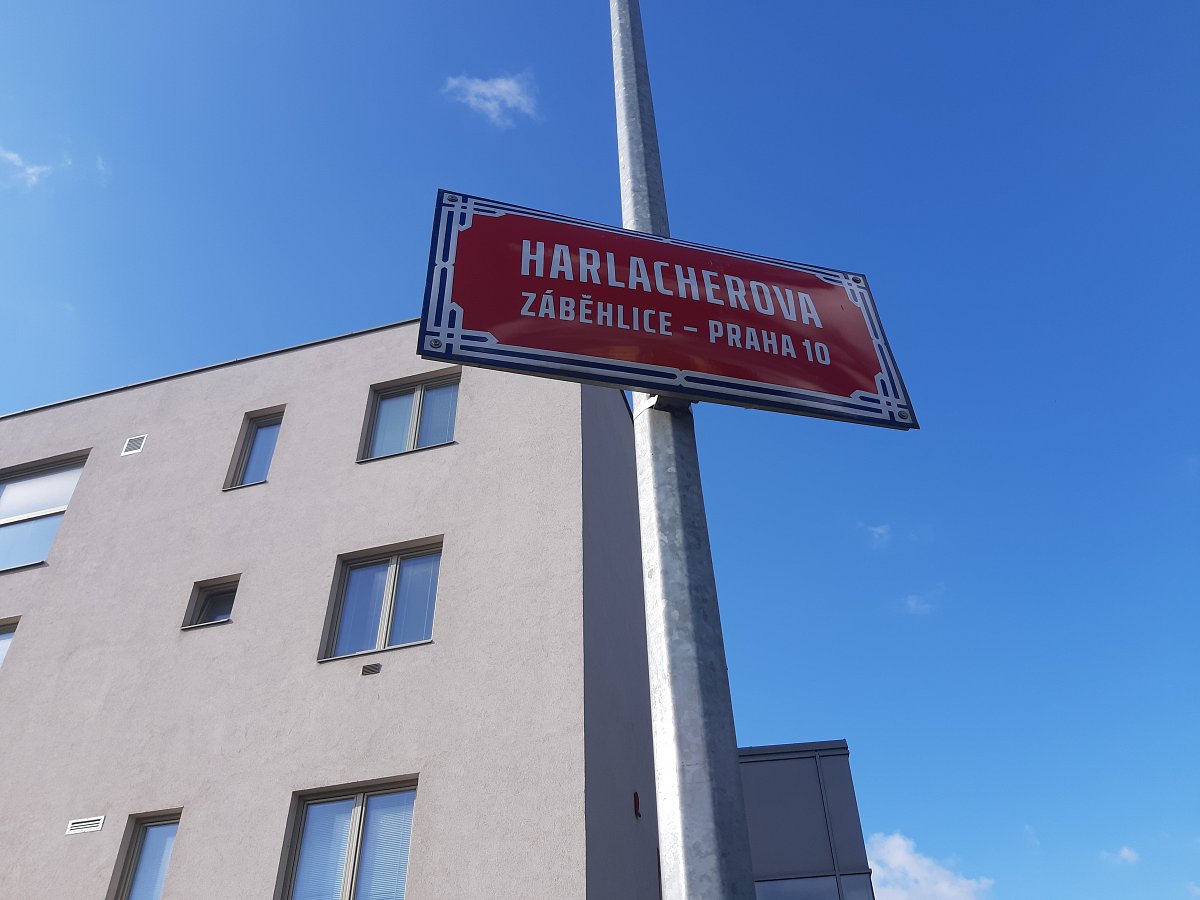 HARLACHEROVA
ZÁBĚHLICE – PRAHA 10